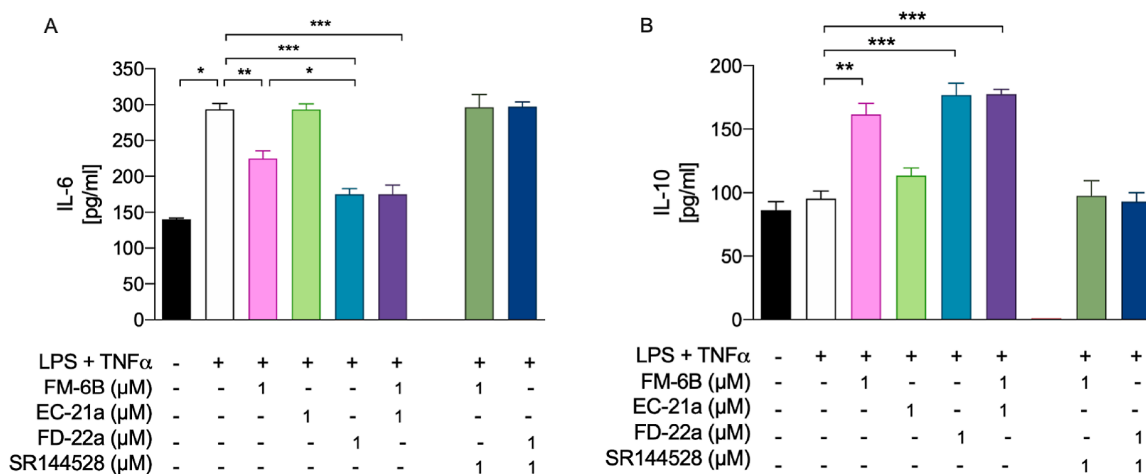 A
B
***
***
* ** *
***
***
**
350
300
250
200
150
100
50
0
IL-6
[pg/ml]
200
150
100
50
0
IL-10
[pg/ml]
LPS + TNFα - + + + + + + +
FM-6B (µM) - - 1 - - 1 1 -
EC-21a (µM) - - - 1 - 1 - -
FD-22a (µM) - - - - 1 - - 1
SR144528 (µM) - - - - - - 1 1
LPS + TNFα - + + + + + + +
FM-6B (µM) - - 1 - - 1 1 -
EC-21a (µM) - - - 1 - 1 - -
FD-22a (µM) - - - - 1 - - 1
SR144528 (µM) - - - - - - 1 1